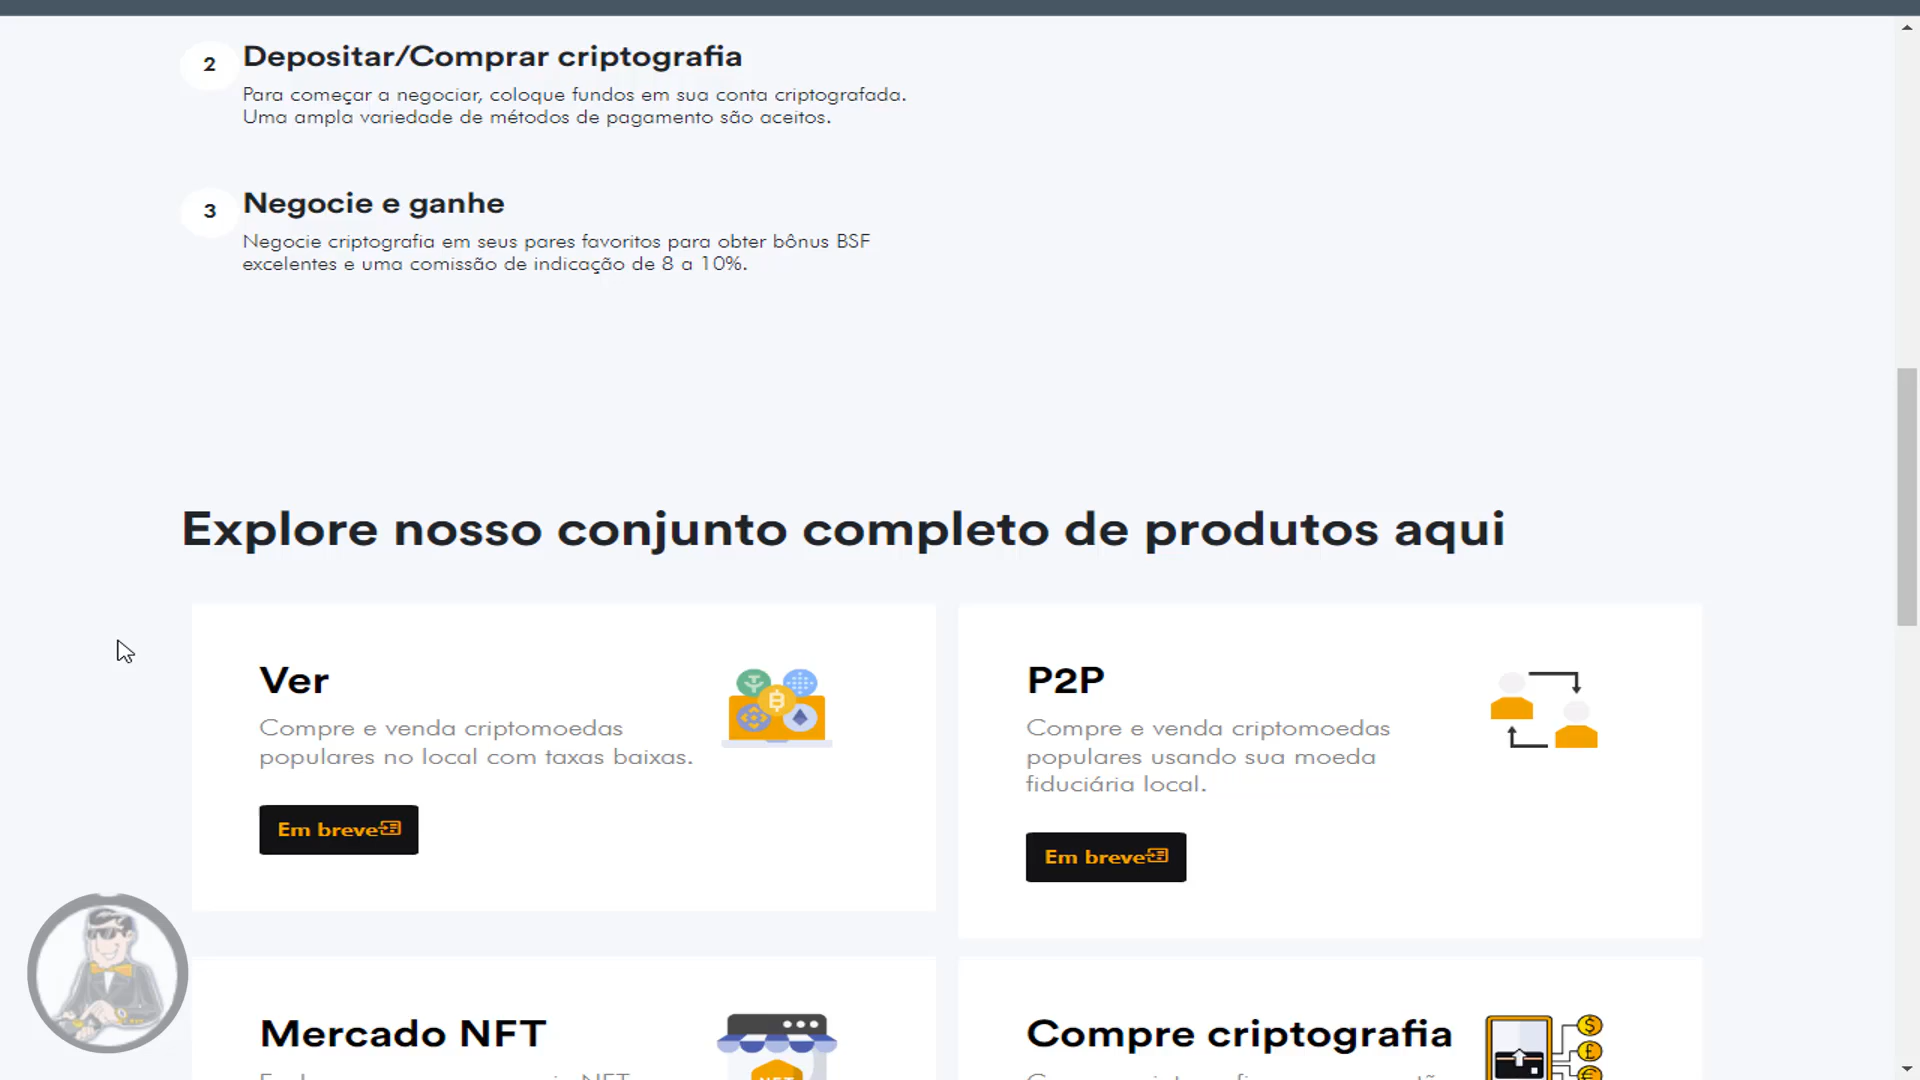 2
Depositar/Comprar criptografia
Para começar a negociar, coloque fundos em sua conta criptografada.
Uma ampla variedade de métodos de pagamento são aceitos.
3
Negocie e ganhe
Negocie criptografia em seus pares favoritos para obter bônus BSF
excelentes e uma comissão de indicação de 8 a 10%.
Explore nosso conjunto completo de produtos aqui
Ver
Compre e venda criptomoedas
populares no local com taxas baixas.
Em breve
P2P
Compre e venda criptomoedas
populares usando sua moeda
fiduciária local.
Em breve
Mercado NFT
Compre criptografia